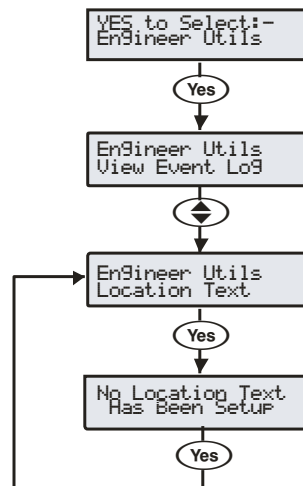 YES to Select:-
Engineer Utils
Yes
Engineer Utils
View Event Log
Engineer Utils
Location Text
Yes
No Location Text
Has Been Setup
Yes